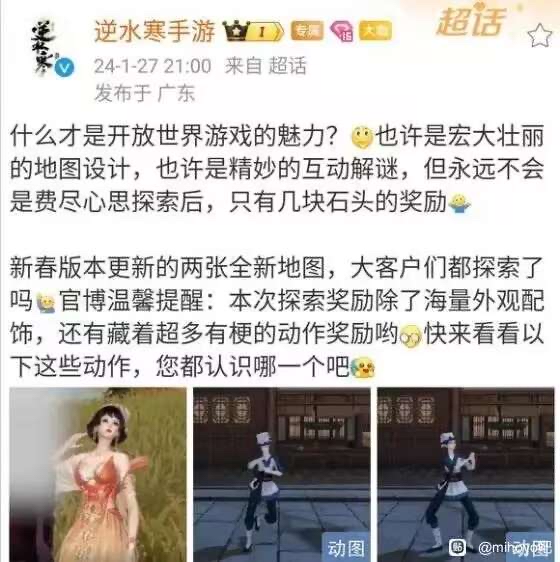 逆水寒
逆水寒手游 I 专属 15 大咖
超话
24-1-27 21:00 来自 超话
发布于 广东
什么才是开放世界游戏的魅力？也许是宏大壮丽
的地图设计，也许是精妙的互动解谜，但永远不会
是费尽心思探索后，只有几块石头的奖励
新春版本更新的两张全新地图，大客户们都探索了
吗官博温馨提醒：本次探索奖励除了海量外观配
饰，还有藏着超多有梗的动作奖励哟快来看看以
下这些动作，您都认识哪一个吧
动图
动图
贴